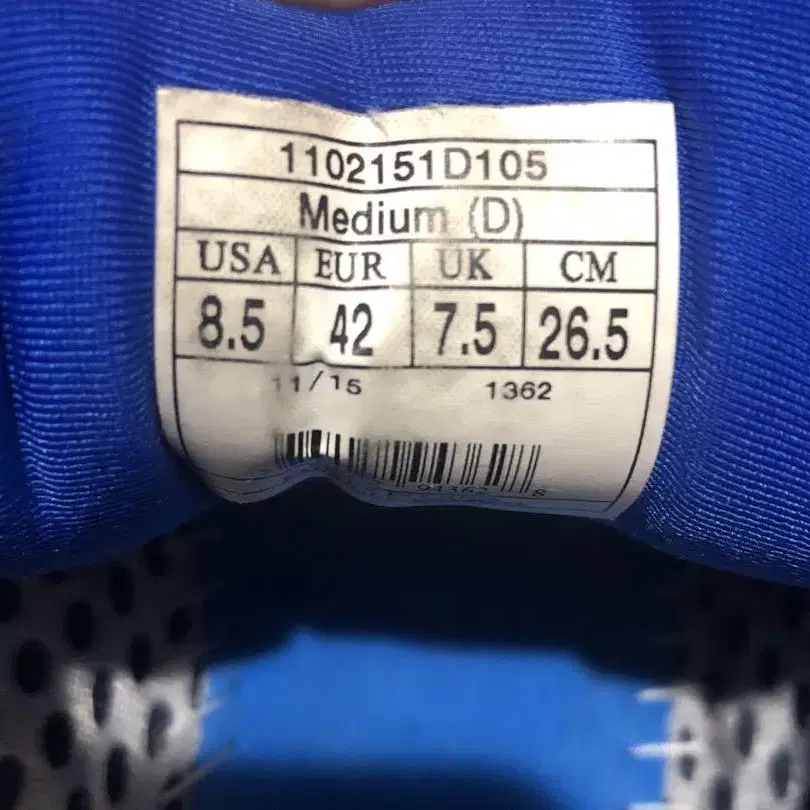 1102151D105
Medium (D)
USA EUR UK CM
8.5 42 7.5 26.5
11/15 1362